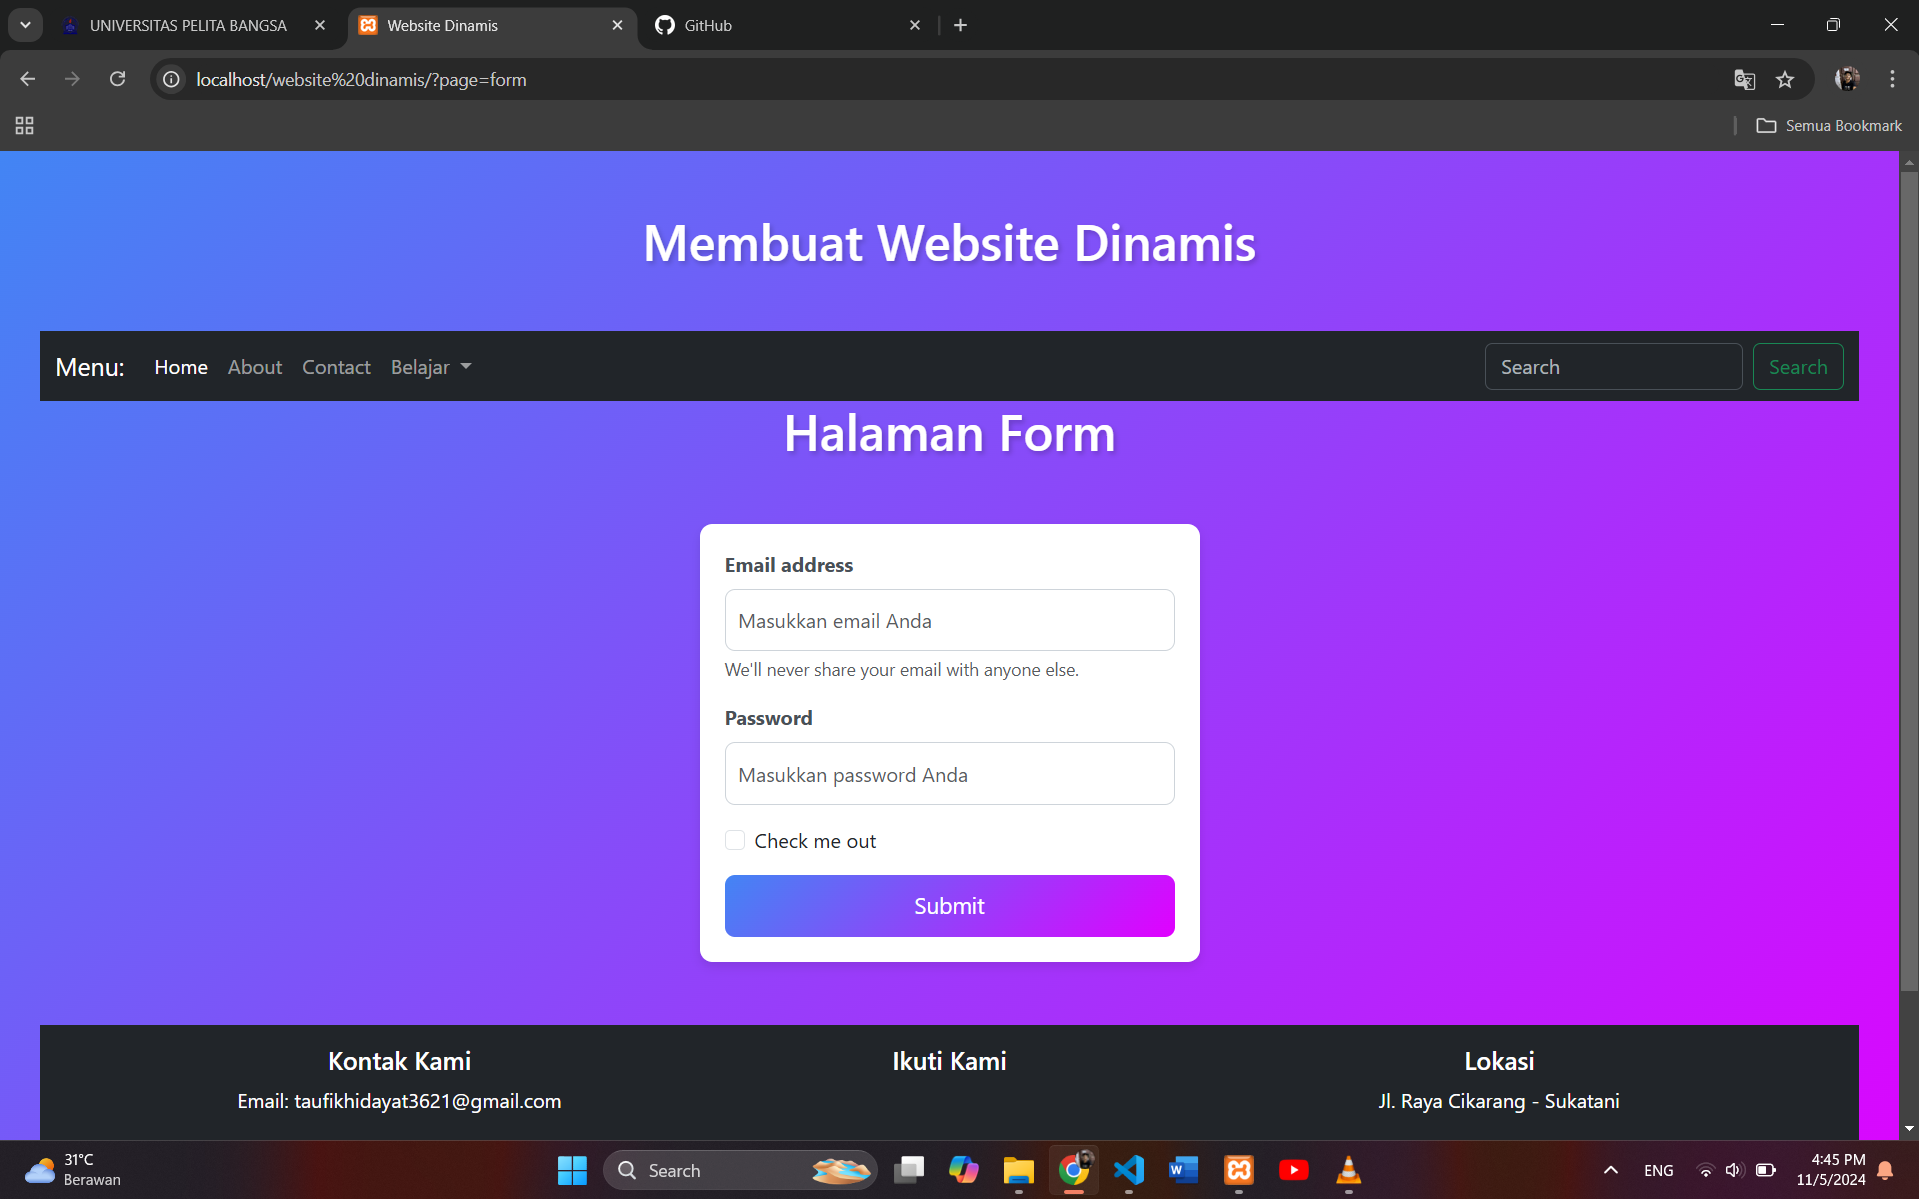 UNIVERSITAS PELITA BANGSA
Website Dinamis
GitHub
localhost/website%20dinamis/?page=form
Semua Bookmark
Membuat Website Dinamis
Menu: Home About Contact Belajar Search Search
Halaman Form
Email address
Masukkan email Anda
We'll never share your email with anyone else.
Password
Masukkan password Anda
Check me out
Submit
Kontak Kami
Email: taufikhidayat3621@gmail.com
Ikuti Kami
Lokasi
Jl. Raya Cikarang - Sukatani
31°C
Berawan
Search
ENG
4:45 PM
11/5/2024